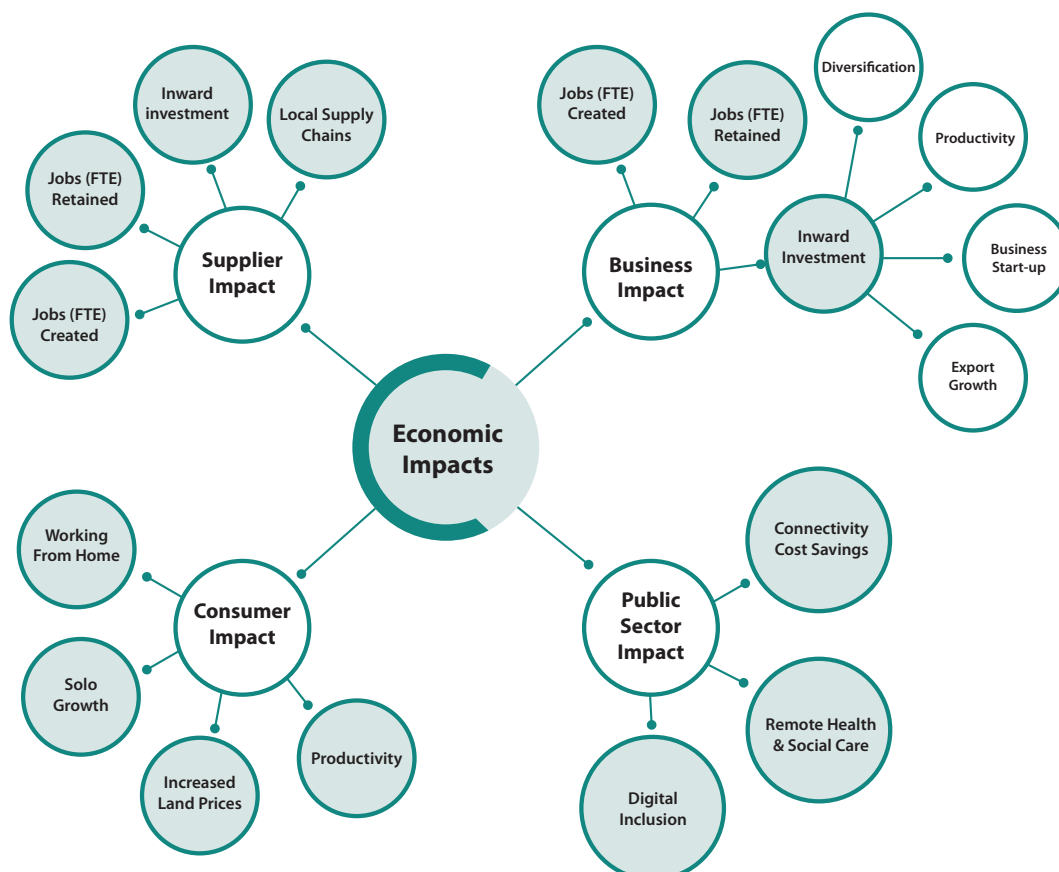 Inward
investment
Local Supply
Chains
Jobs (FTE)
Retained
Jobs (FTE)
Created
Supplier
Impact
Jobs (FTE)
Created
Jobs (FTE)
Retained
Diversification
Productivity
Business
Start-up
Export
Growth
Inward
Investment
Business
Impact
Economic
Impacts
Working
From Home
Solo
Growth
Increased
Land Prices
Productivity
Consumer
Impact
Public
Sector
Impact
Connectivity
Cost Savings
Remote Health
& Social Care
Digital
Inclusion